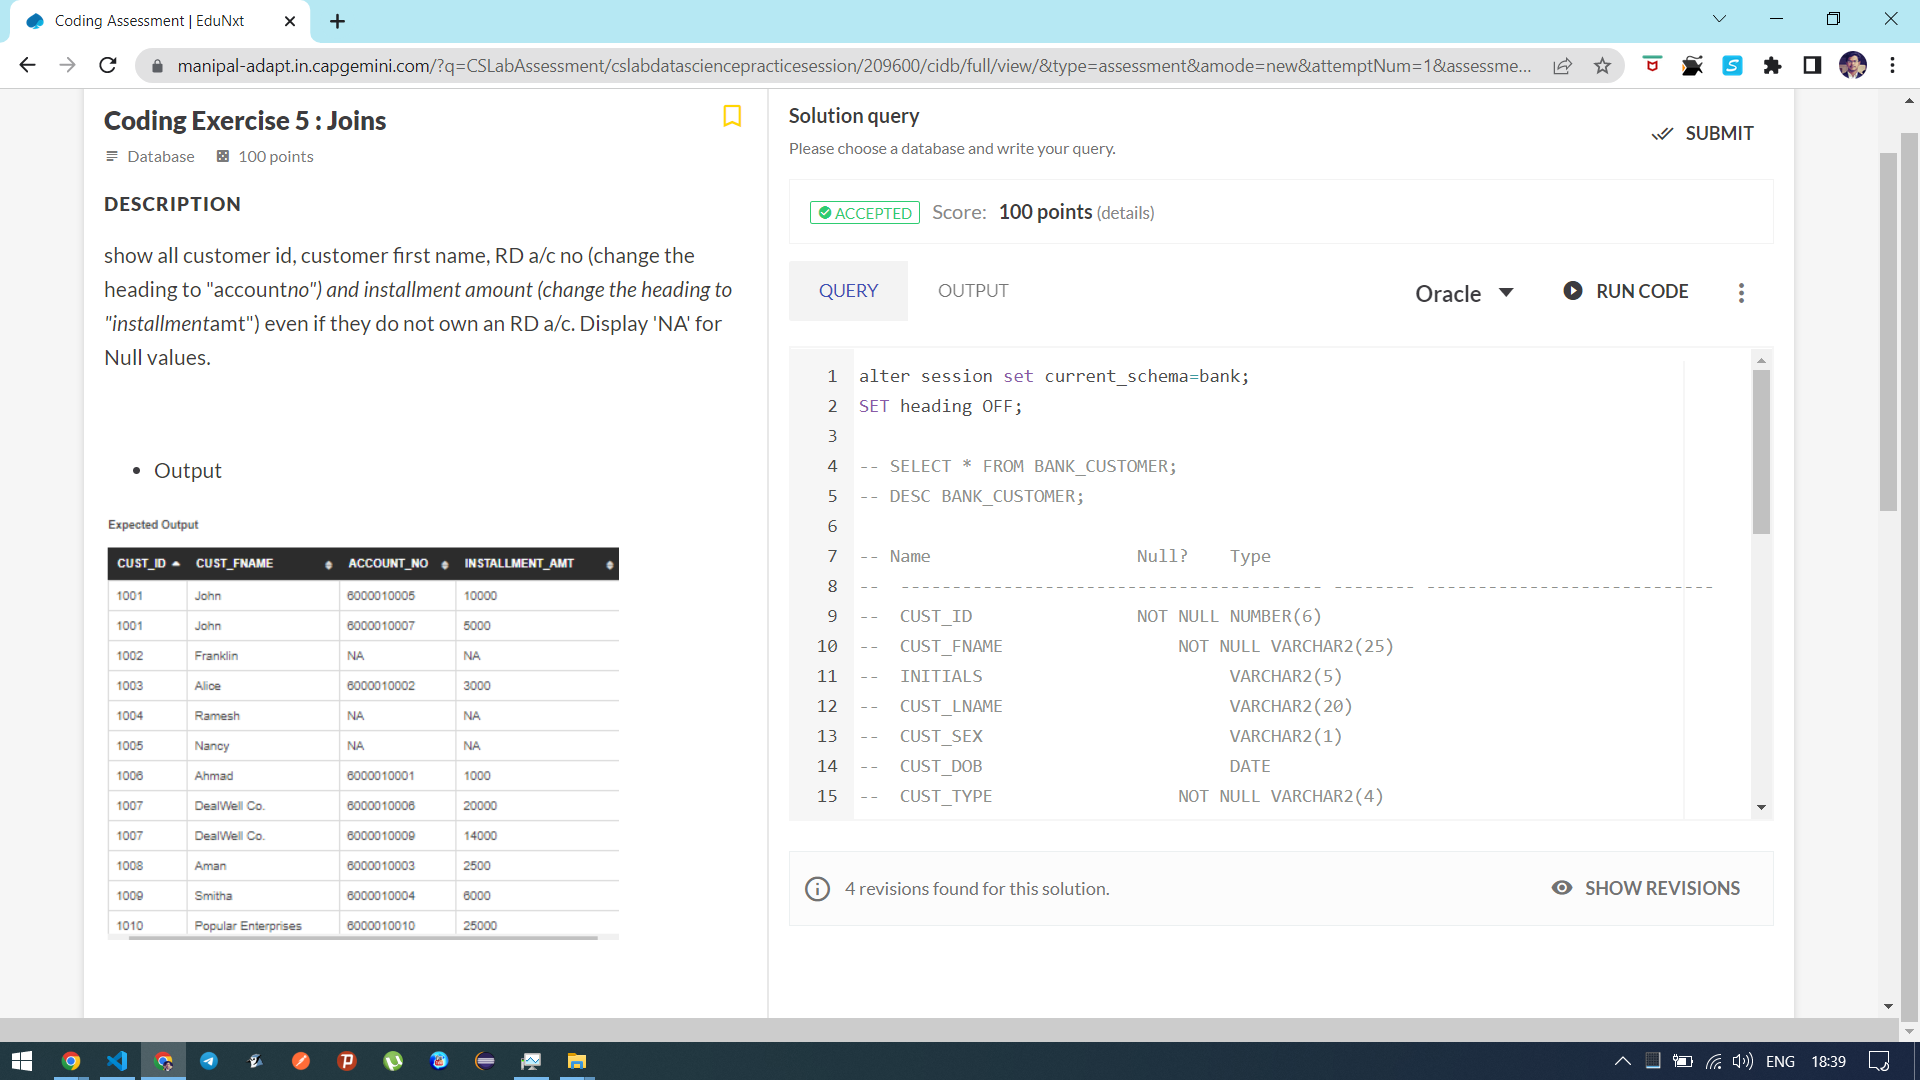 Coding Assessment | EduNxt
manipal-adapt.in.capgemini.com/?q=CSLabAssessment/cslabdatasciencepracticesession/209600/cidb/full/view/&type=assessment&amode=new&attemptNum=1&assessme...
Coding Exercise 5 : Joins
Database 100 points
DESCRIPTION
show all customer id, customer first name, RD a/c no (change the
heading to "accountno") and installment amount (change the heading to
"installmentamt") even if they do not own an RD a/c. Display 'NA' for
Null values.
• Output
Expected Output
CUST_ID CUST_FNAME ACCOUNT_NO INSTALLMENT_AMT
1001 John 6000010005 10000
1001 John 6000010007 5000
1002 Franklin NA NA
1003 Alice 6000010002 3000
1004 Ramesh NA NA
1005 Nancy NA NA
1006 Ahmad 6000010001 1000
1007 DealWell Co. 6000010006 20000
1007 DealWell Co. 6000010009 14000
1008 Aman 6000010003 2500
1009 Smitha 6000010004 6000
1010 Popular Enterprises 6000010010 25000
Solution query
Please choose a database and write your query.
SUBMIT
ACCEPTED Score: 100 points (details)
QUERY OUTPUT Oracle RUN CODE
1 alter session set current_schema=bank;
2 SET heading OFF;
3
4 -- SELECT * FROM BANK_CUSTOMER;
5 -- DESC BANK_CUSTOMER;
6
7 -- Name Null? Type
8 -- ----------------------------------------- -------- ----------------------------
9 -- CUST_ID NOT NULL NUMBER(6)
10 -- CUST_FNAME NOT NULL VARCHAR2(25)
11 -- INITIALS VARCHAR2(5)
12 -- CUST_LNAME VARCHAR2(20)
13 -- CUST_SEX VARCHAR2(1)
14 -- CUST_DOB DATE
15 -- CUST_TYPE NOT NULL VARCHAR2(4)
4 revisions found for this solution. SHOW REVISIONS
ENG 18:39